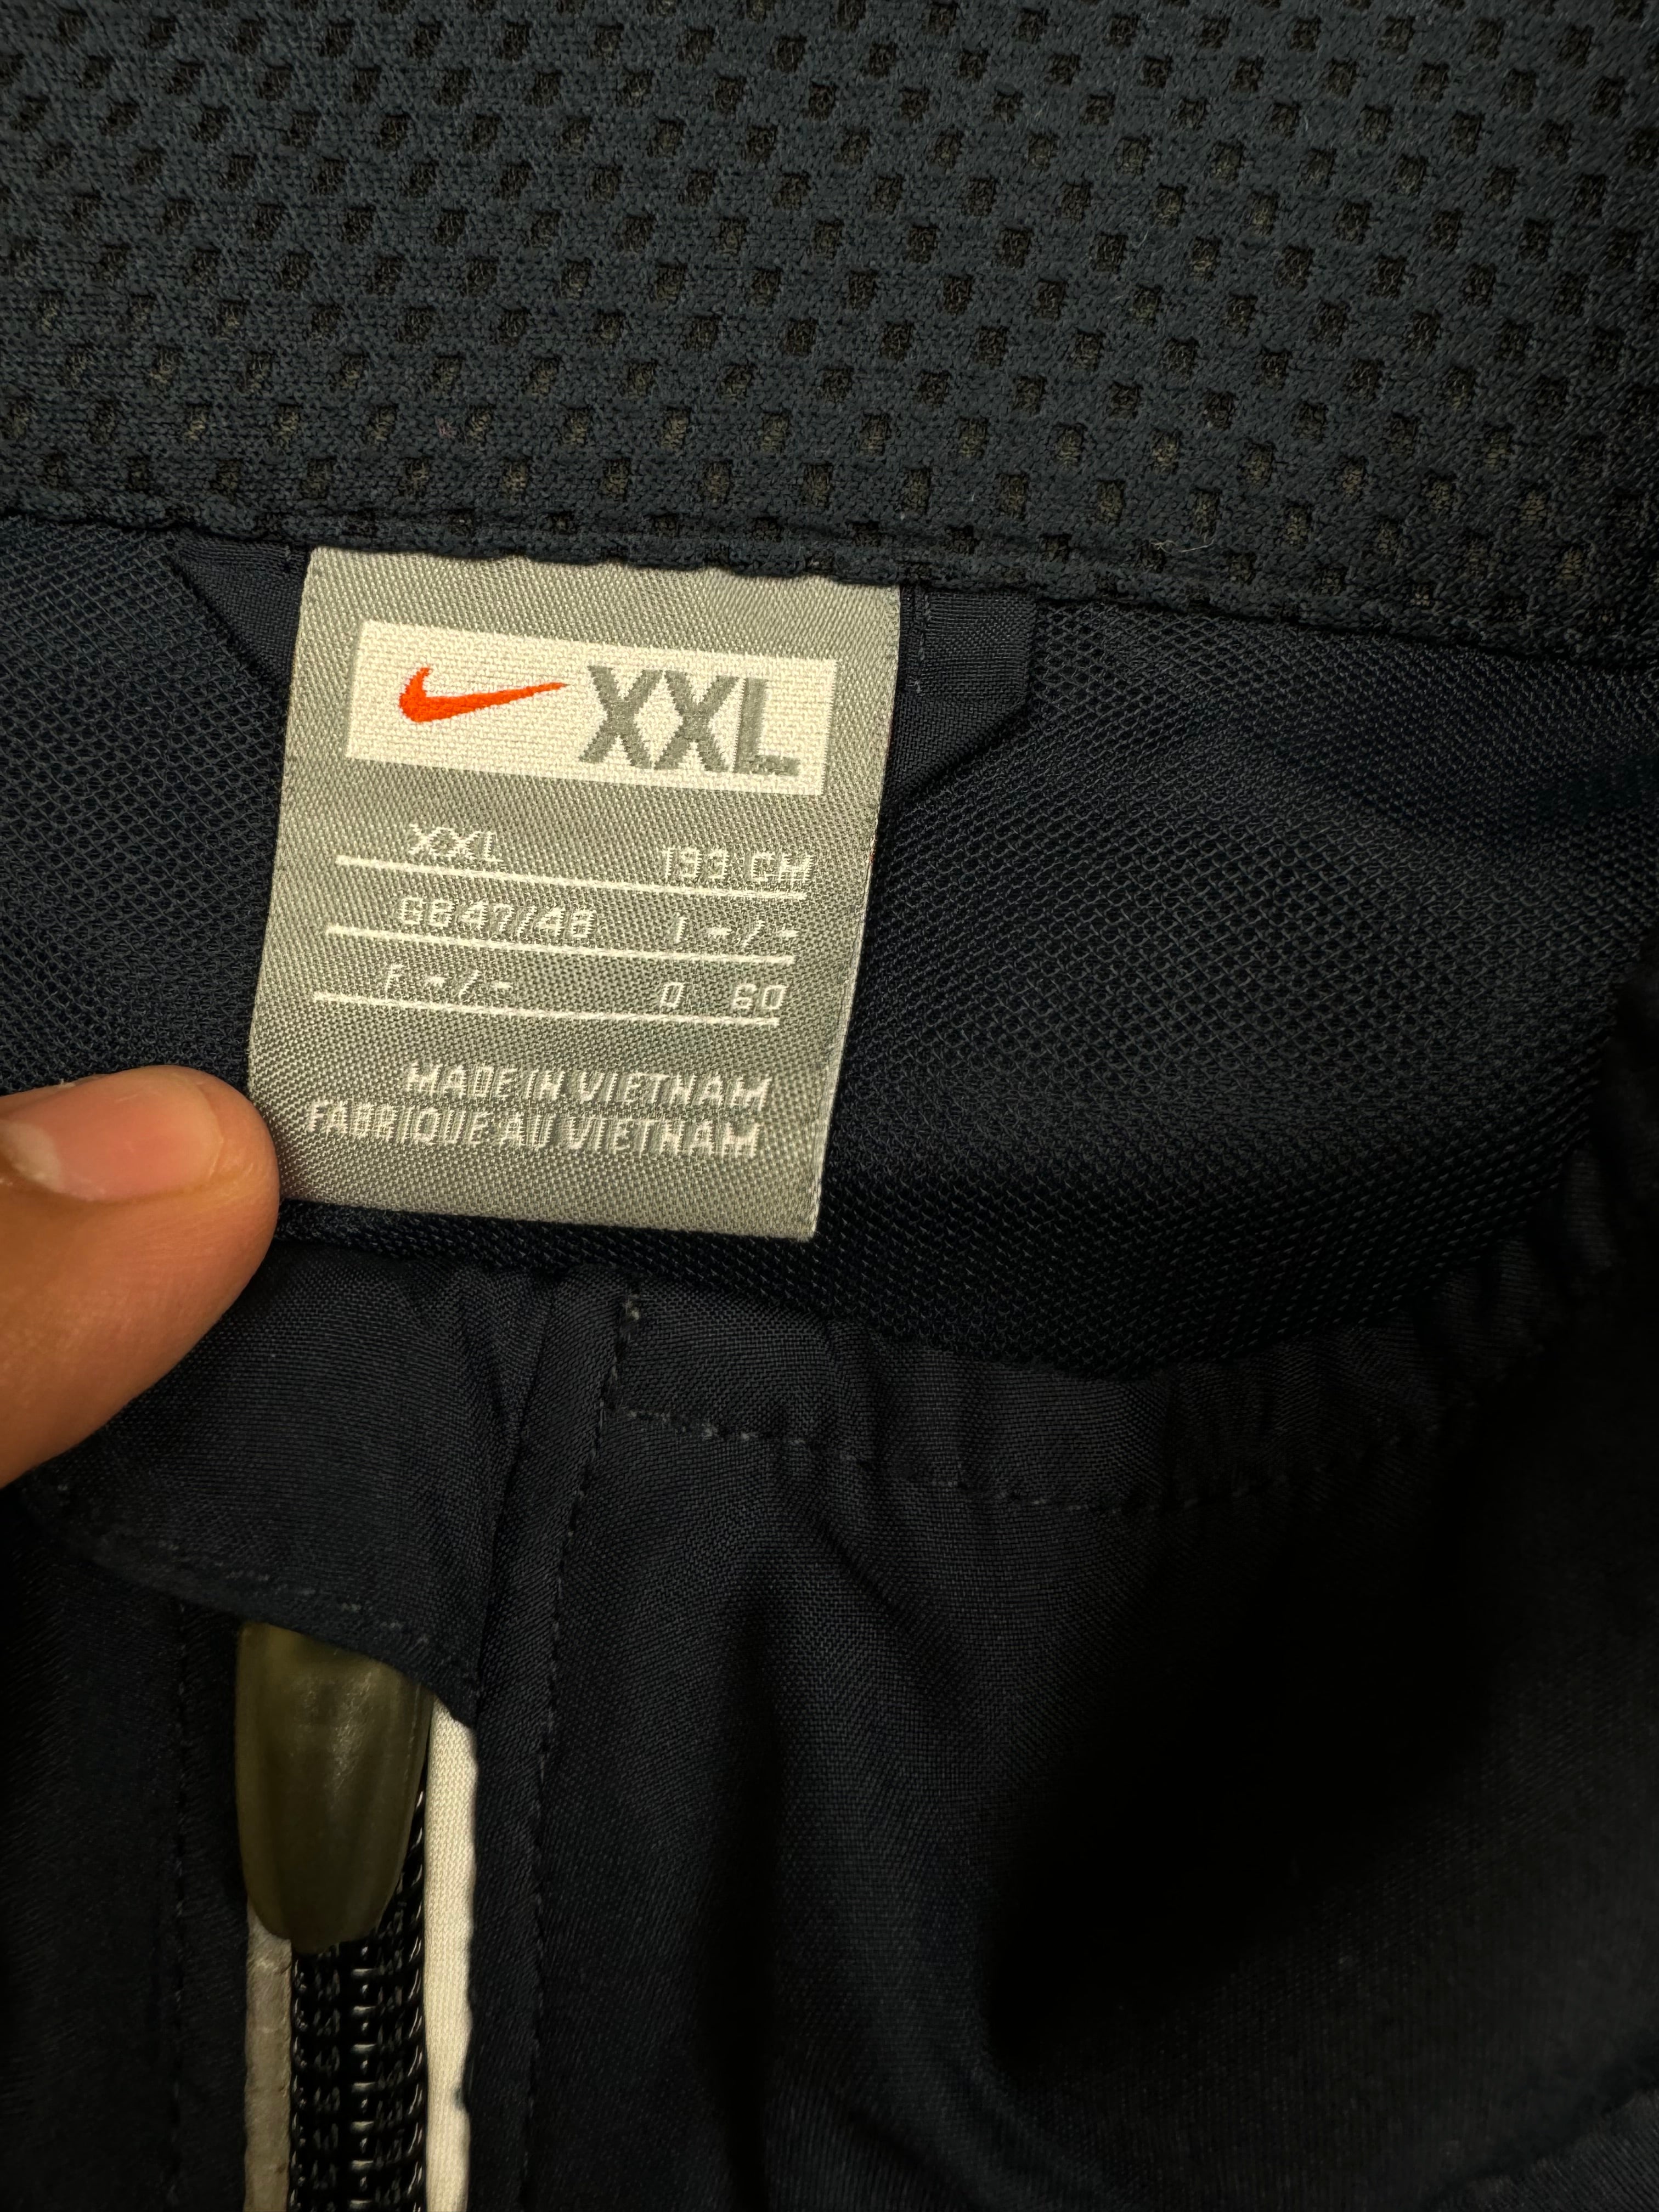 XXL
XXL 193 CM
GB 47/48 I -/-
F -/- D 60
MADE IN VIETNAM
FABRIQUE AU VIETNAM